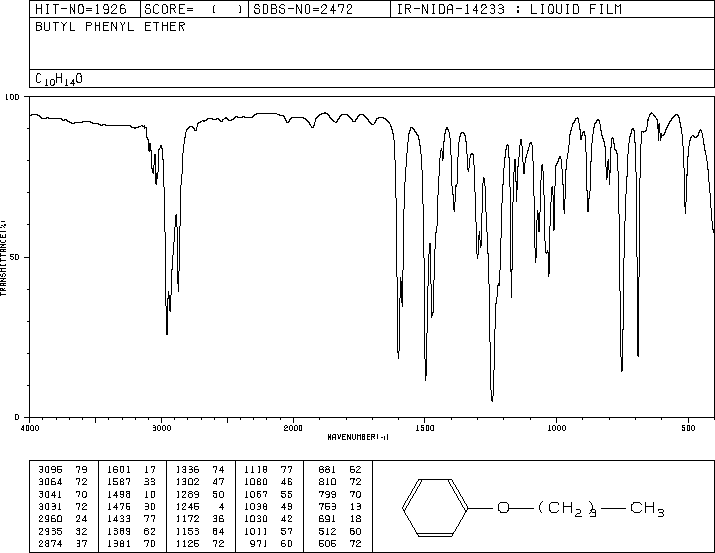 HIT-NO=1926 SCORE= ( ) SDBS-NO=2472 IR-NIDA-14233 : LIQUID FILM
BUTYL PHENYL ETHER
C10H14O
100
50
0
TRANSMITTANCE(%)
4000 3000 2000 1500 1000 500
WAVENUMBER(-1)
3095 79 1601 17 1336 74 1118 77 881 62
3064 72 1587 33 1302 47 1080 46 810 72
3041 70 1498 10 1289 50 1067 55 799 70
3031 72 1475 30 1245 4 1038 49 753 13
2960 24 1433 77 1172 36 1030 42 691 18
2935 32 1389 62 1153 64 1011 57 512 60
2874 37 1381 70 1126 72 971 60 505 72
O (CH2)3 CH3